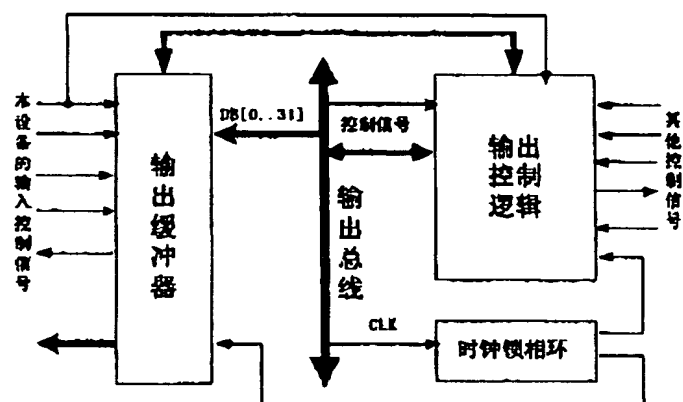 本设备的输入控制信号
输出缓冲器
DB[0..31]
输出总线
控制信号
CLK
输出
控制
逻辑
时钟锁相环
其他控制信号